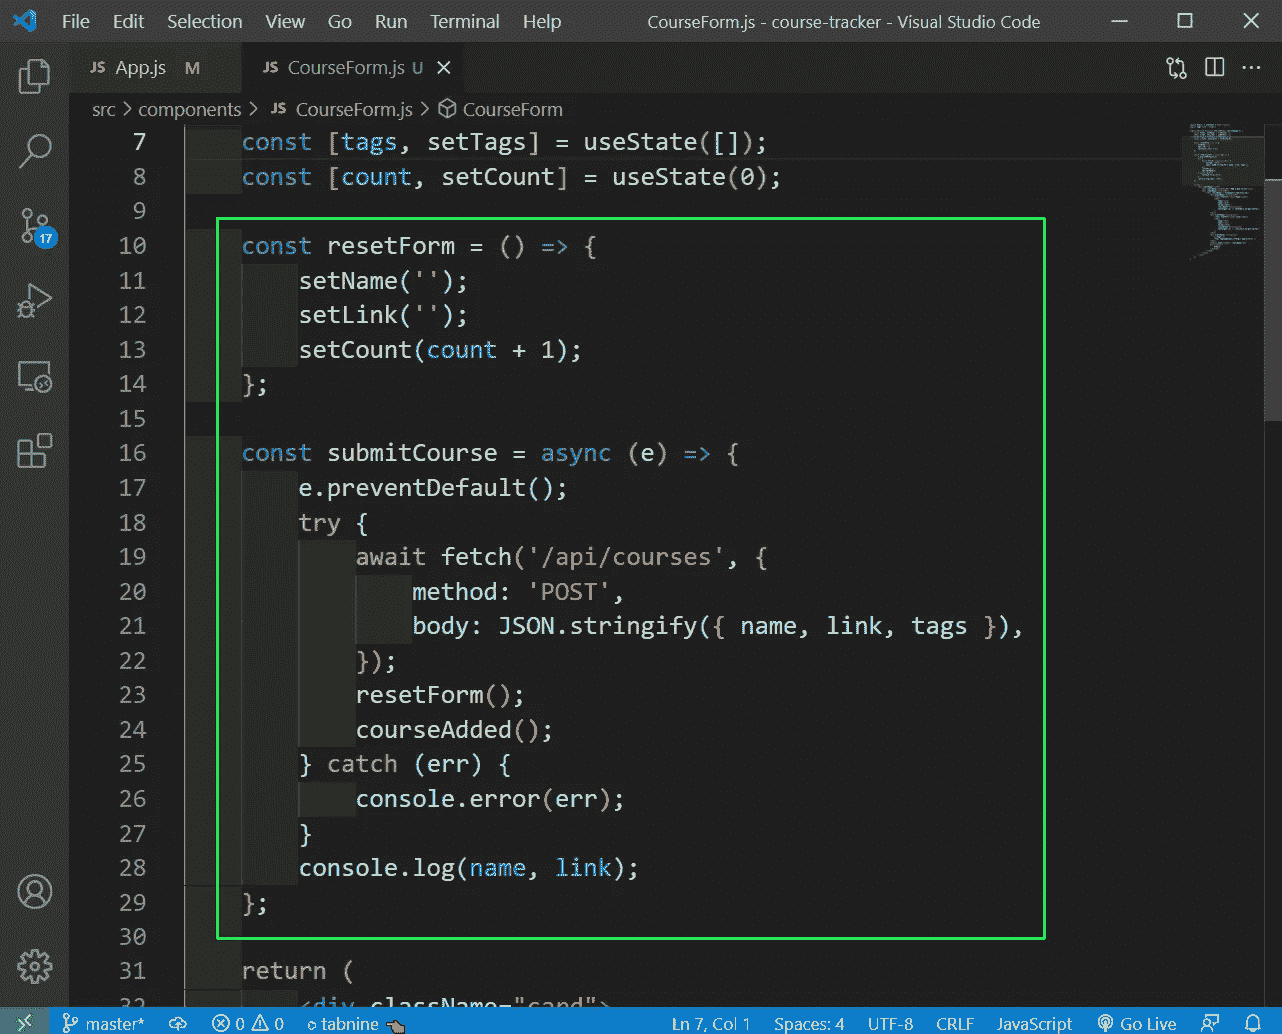 File Edit Selection View Go Run Terminal Help CourseForm.js - course-tracker - Visual Studio Code
JS App.js M JS CourseForm.js U
src > components > JS CourseForm.js > CourseForm
7 const [tags, setTags] = useState([]);
8 const [count, setCount] = useState(0);
9
10 const resetForm = () => {
11 setName('');
12 setLink('');
13 setCount(count + 1);
14 };
15
16 const submitCourse = async (e) => {
17 e.preventDefault();
18 try {
19 await fetch('/api/courses', {
20 method: 'POST',
21 body: JSON.stringify({ name, link, tags }),
22 });
23 resetForm();
24 courseAdded();
25 } catch (err) {
26 console.error(err);
27 }
28 console.log(name, link);
29 };
30
31 return (
32 <div className="card">
17
master* 0 0 tabnine Ln 7, Col 1 Spaces: 4 UTF-8 CRLF JavaScript Go Live